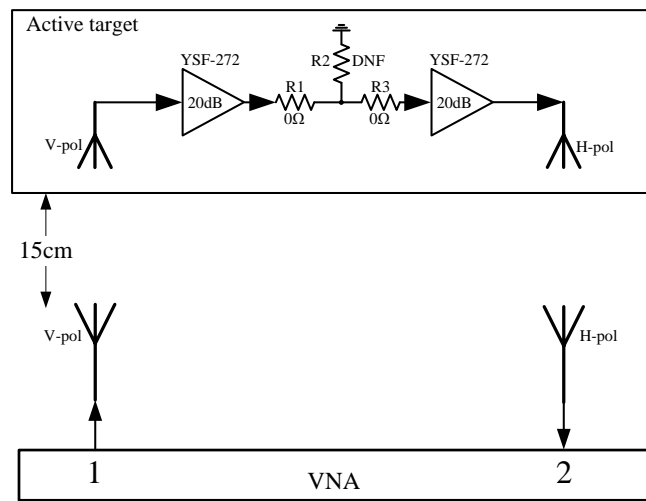 Active target
YSF-272
R2
DNF
YSF-272
20dB
R1
0Ω
R3
0Ω
20dB
V-pol
H-pol
15cm
V-pol
H-pol
1
VNA
2